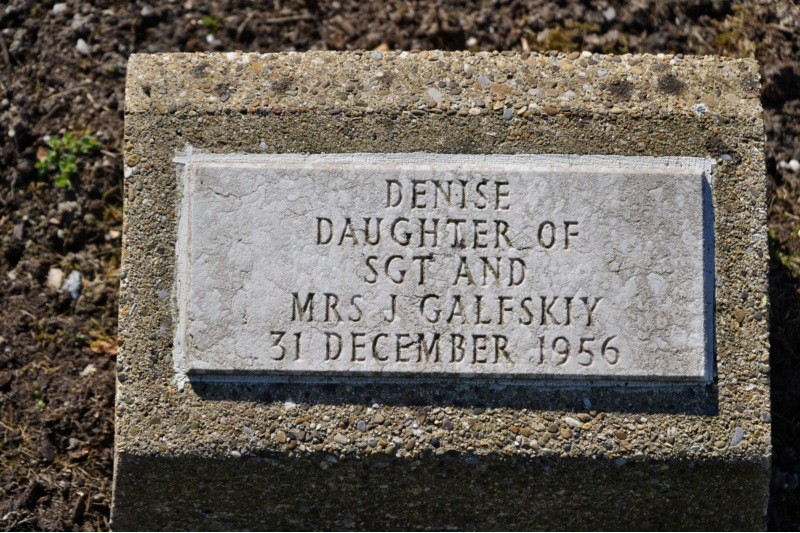 DENISE
DAUGHTER OF
SGT AND
MRS J GALFSKIY
31 DECEMBER 1956